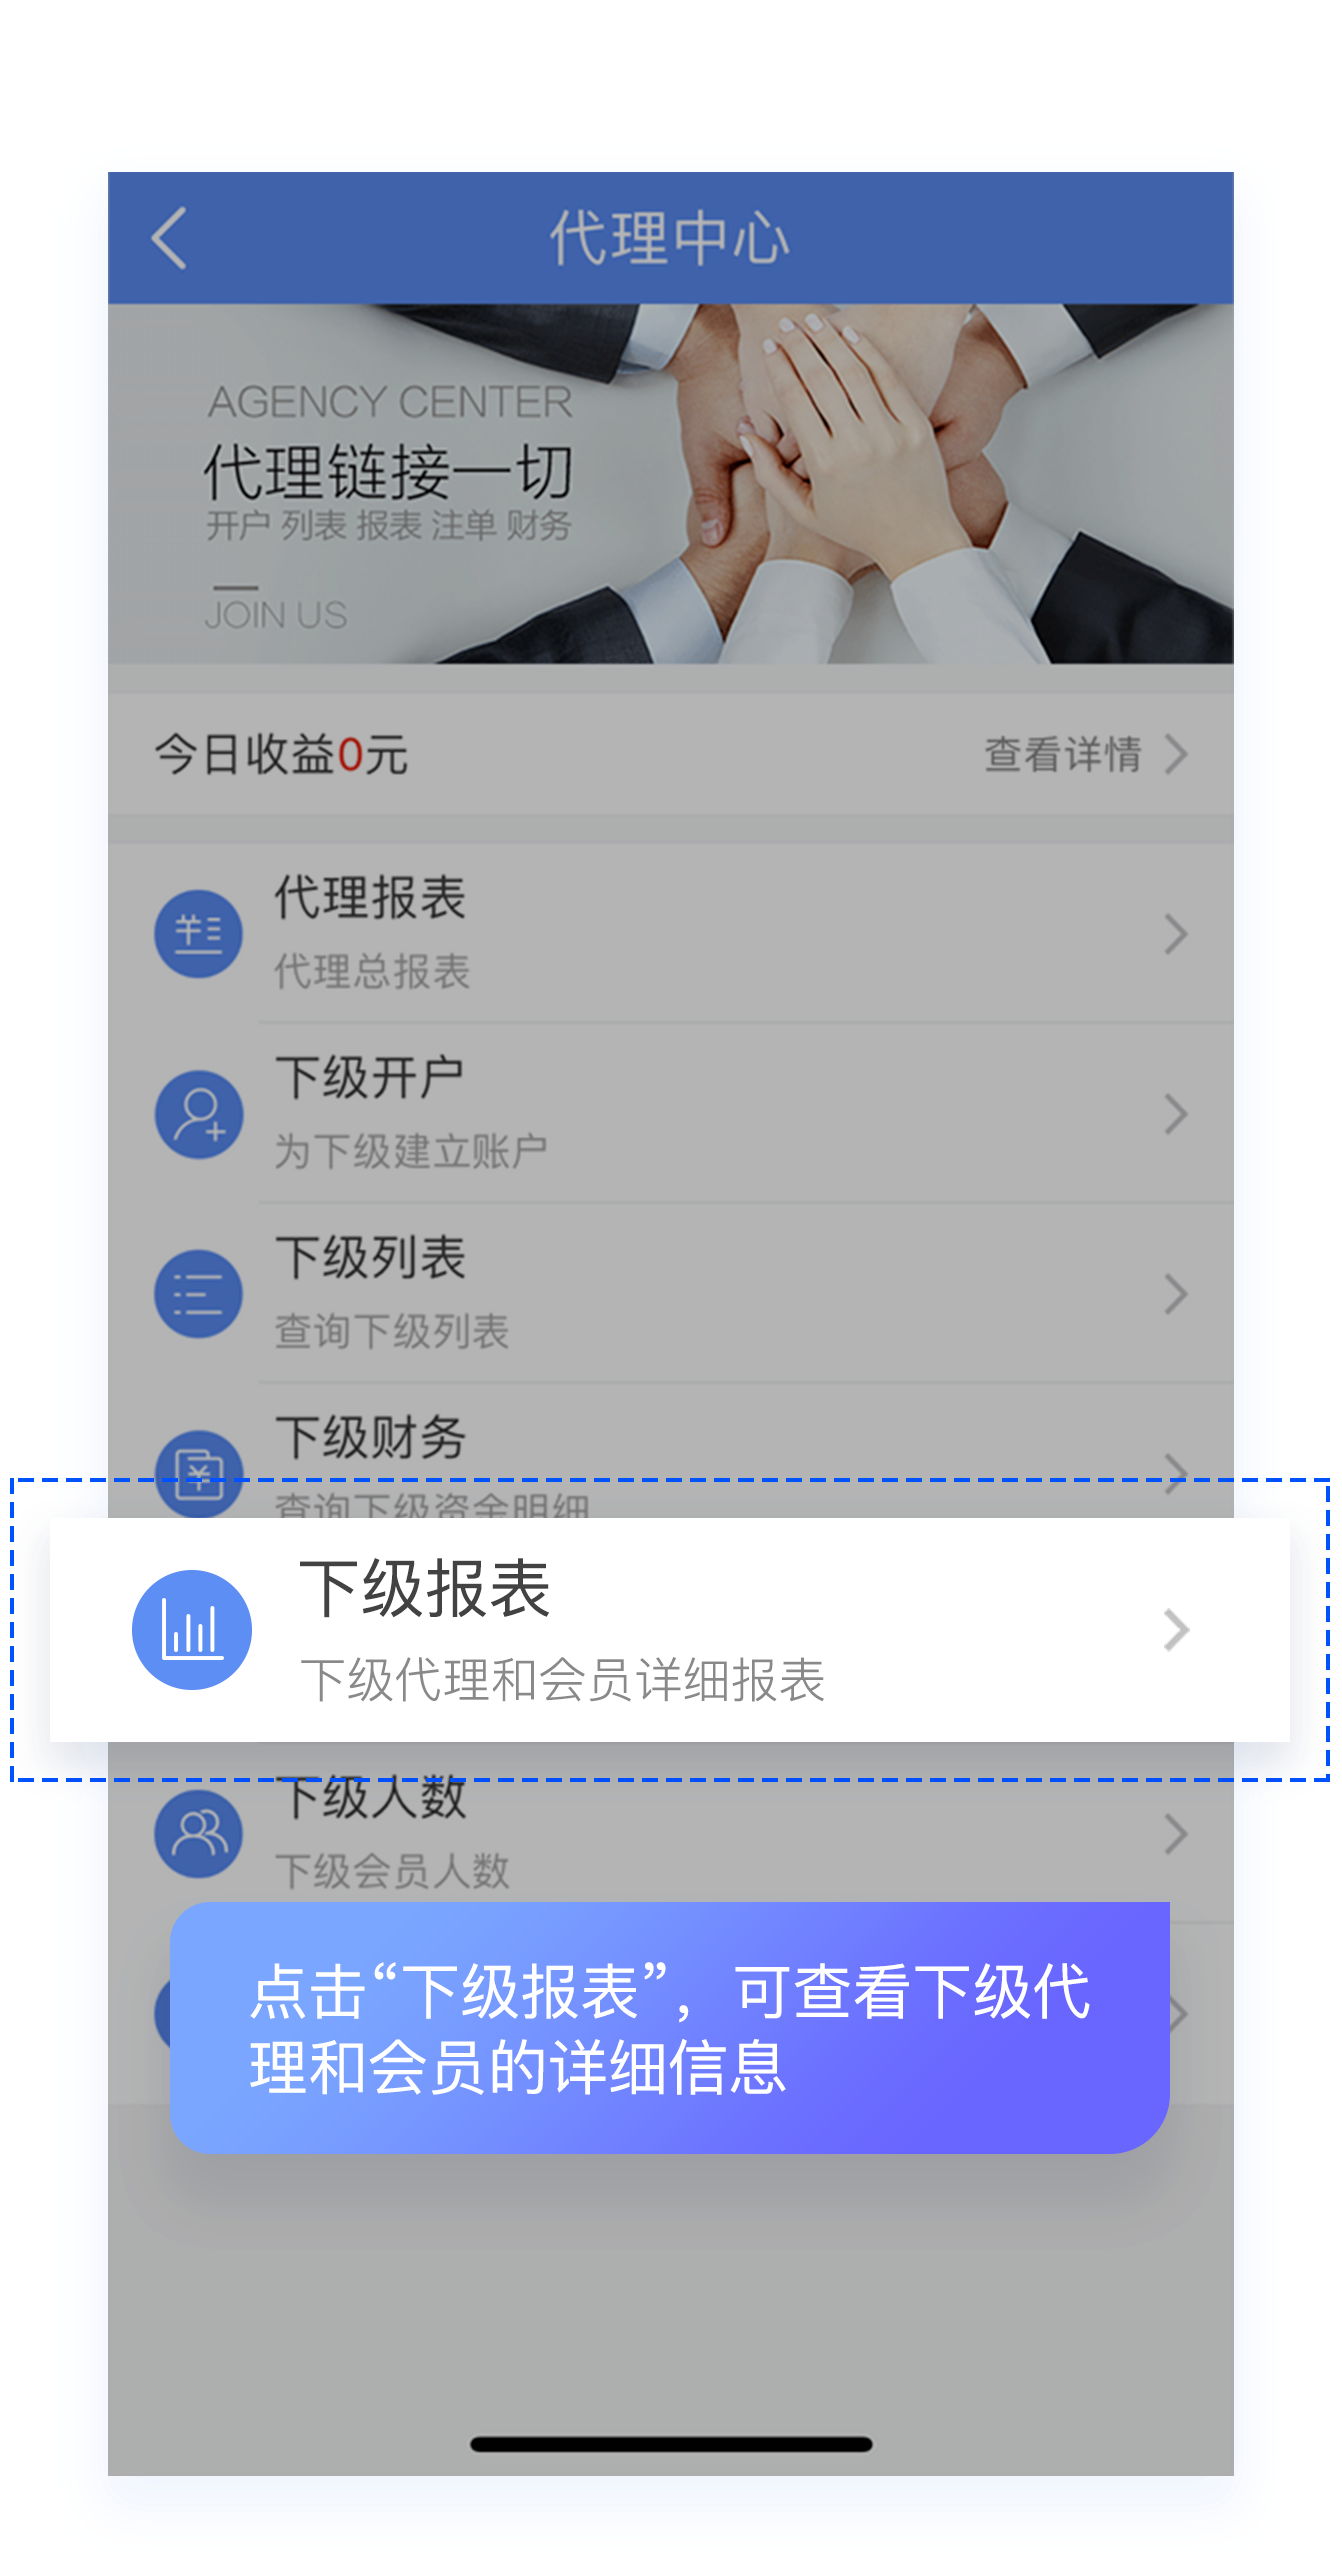 代理中心
AGENCY CENTER
代理链接一切
开户 列表 报表 注单 财务
JOIN US
今日收益0元
查看详情
代理报表
代理总报表
下级开户
为下级建立账户
下级列表
查询下级列表
下级财务
查询下级资金明细
下级报表
下级代理和会员详细报表
下级人数
下级会员人数
点击“下级报表”，可查看下级代
理和会员的详细信息